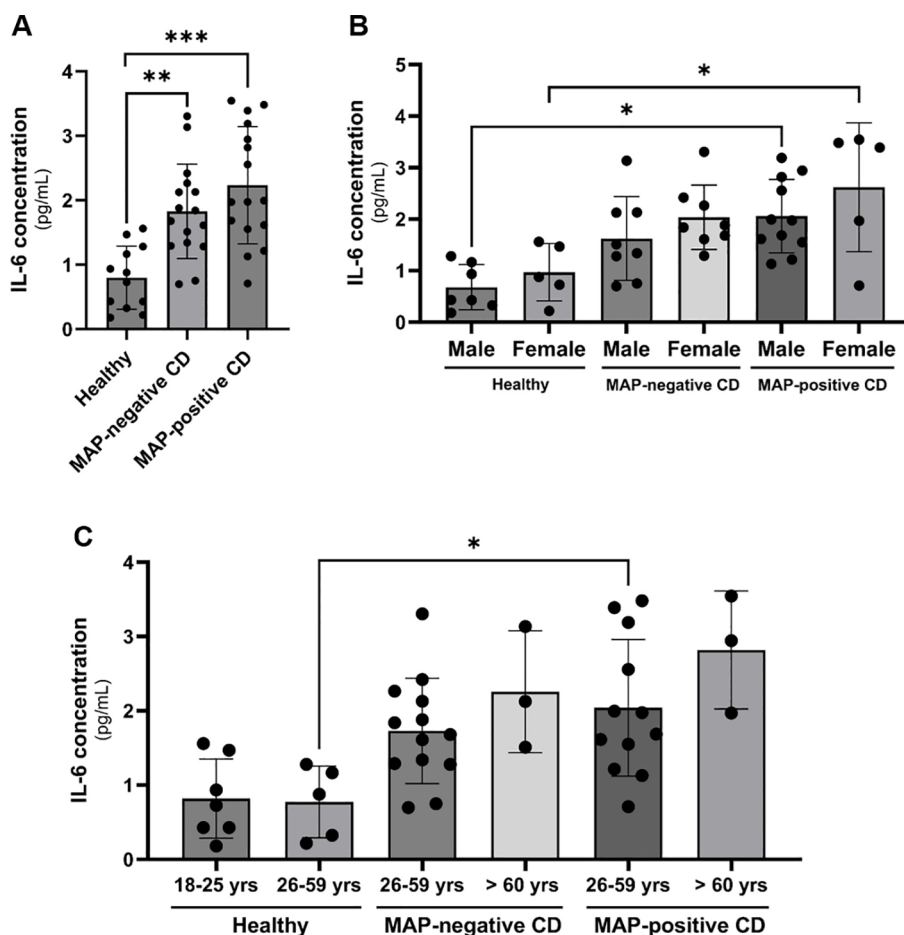 A
***
**
4
3
2
1
0
IL-6 concentration
(pg/mL)
Healthy
MAP-negative CD
MAP-positive CD
B
*
*
5
4
3
2
1
0
IL-6 concentration
(pg/mL)
Male Female Male Female Male Female
Healthy MAP-negative CD MAP-positive CD
C
*
4
3
2
1
0
IL-6 concentration
(pg/mL)
18-25 yrs 26-59 yrs 26-59 yrs > 60 yrs 26-59 yrs > 60 yrs
Healthy MAP-negative CD MAP-positive CD